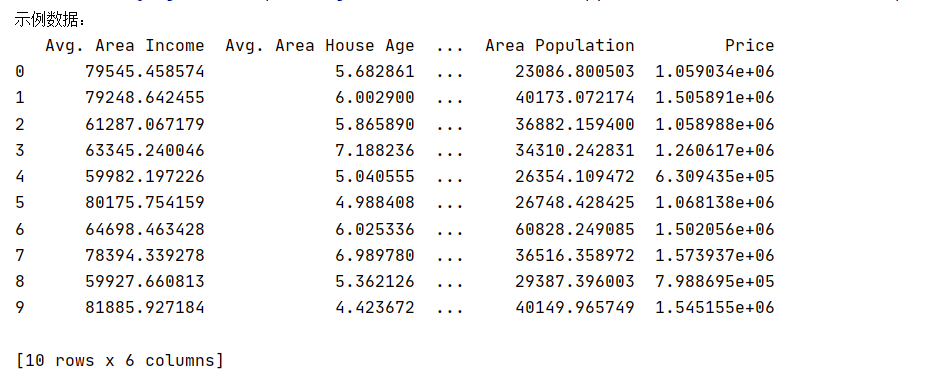 示例数据:
Avg. Area Income  Avg. Area House Age  ...  Area Population         Price
0      79545.458574             5.682861  ...     23086.800503  1.059034e+06
1      79248.642455             6.002900  ...     40173.072174  1.505891e+06
2      61287.067179             5.865890  ...     36882.159400  1.058988e+06
3      63345.240046             7.188236  ...     34310.242831  1.260617e+06
4      59982.197226             5.040555  ...     26354.109472  6.309435e+05
5      80175.754159             4.988408  ...     26748.428425  1.068138e+06
6      64698.463428             6.025336  ...     60828.249085  1.502056e+06
7      78394.339278             6.989780  ...     36516.358972  1.573937e+06
8      59927.660813             5.362126  ...     29387.396003  7.988695e+05
9      81885.927184             4.423672  ...     40149.965749  1.545155e+06
[10 rows x 6 columns]